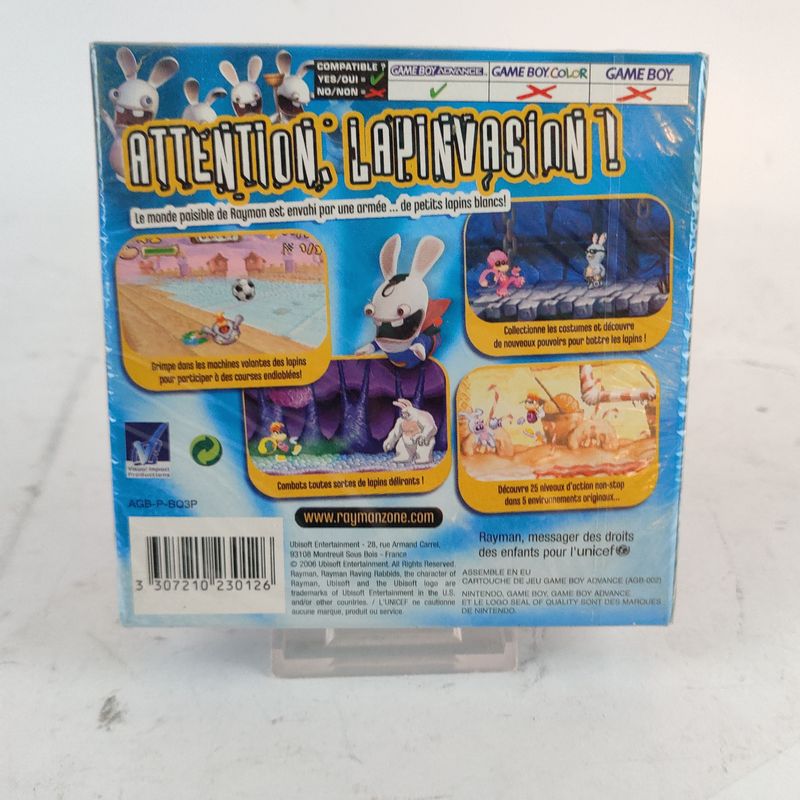 COMPATIBLE ?
YES/OUI =
NO/NON =
GAME BOY ADVANCE
GAME BOY COLOR
GAME BOY
ATTENTION, LAPINVASION !
Le monde paisible de Rayman est envahi par une armée ... de petits lapins blancs!
1/3
Grimpe dans les machines volantes des lapins
pour participer à des courses endiablées!
Collectionne les costumes et découvre
de nouveaux pouvoirs pour battre les lapins !
Combats toutes sortes de lapins délirants !
Découvre 25 niveaux d'action non-stop
dans 5 environnements originaux...
Visual Impact
Productions
AGB-P-BQ3P
3 307210 230126
www.raymanzone.com
Ubisoft Entertainment - 28, rue Armand Carrel,
93108 Montreuil Sous Bois - France
© 2006 Ubisoft Entertainment. All Rights Reserved.
Rayman, Rayman Raving Rabbids, the character of
Rayman, Ubisoft and the Ubisoft logo are
trademarks of Ubisoft Entertainment in the U.S.
and/or other countries. / L'UNICEF ne cautionne
aucune marque, produit ou service.
Rayman, messager des droits
des enfants pour l'unicef
ASSEMBLE EN EU
CARTOUCHE DE JEU GAME BOY ADVANCE (AGB-002)
NINTENDO, GAME BOY, GAME BOY ADVANCE
ET LE LOGO SEAL OF QUALITY SONT DES MARQUES
DE NINTENDO.